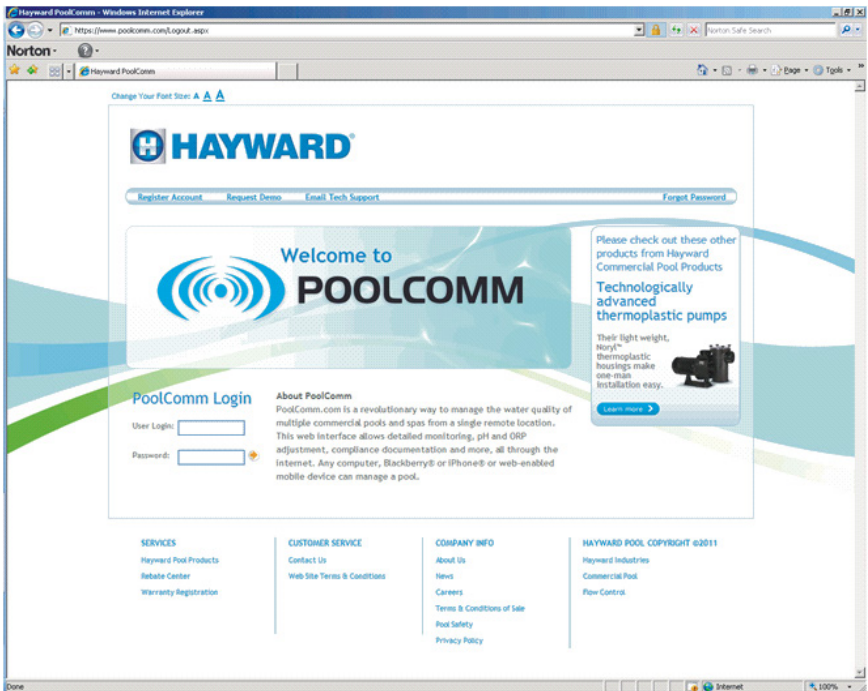 Hayward PoolComm - Windows Internet Explorer
https://www.poolcomm.com/Logout.aspx
Norton Safe Search
Norton -
Hayward PoolComm
Page
Tools
Change Your Font Size: A A A
H HAYWARD®
Register Account
Request Demo
Email Tech Support
Forgot Password
Welcome to
POOLCOMM
Please check out these other
products from Hayward
Commercial Pool Products
Technologically
advanced
thermoplastic pumps
Their light weight,
Noryl™
thermoplastic
housings make
one-man
installation easy.
Learn more
PoolComm Login
User Login:
Password:
About PoolComm
PoolComm.com is a revolutionary way to manage the water quality of
multiple commercial pools and spas from a single remote location.
This web interface allows detailed monitoring, pH and ORP
adjustment, compliance documentation and more, all through the
internet. Any computer, Blackberry® or iPhone® or web-enabled
mobile device can manage a pool.
SERVICES
Hayward Pool Products
Rebate Center
Warranty Registration
CUSTOMER SERVICE
Contact Us
Web Site Terms & Conditions
COMPANY INFO
About Us
News
Careers
Terms & Conditions of Sale
Pool Safety
Privacy Policy
HAYWARD POOL COPYRIGHT ©2011
Hayward Industries
Commercial Pool
Flow Control
Done
Internet
100%